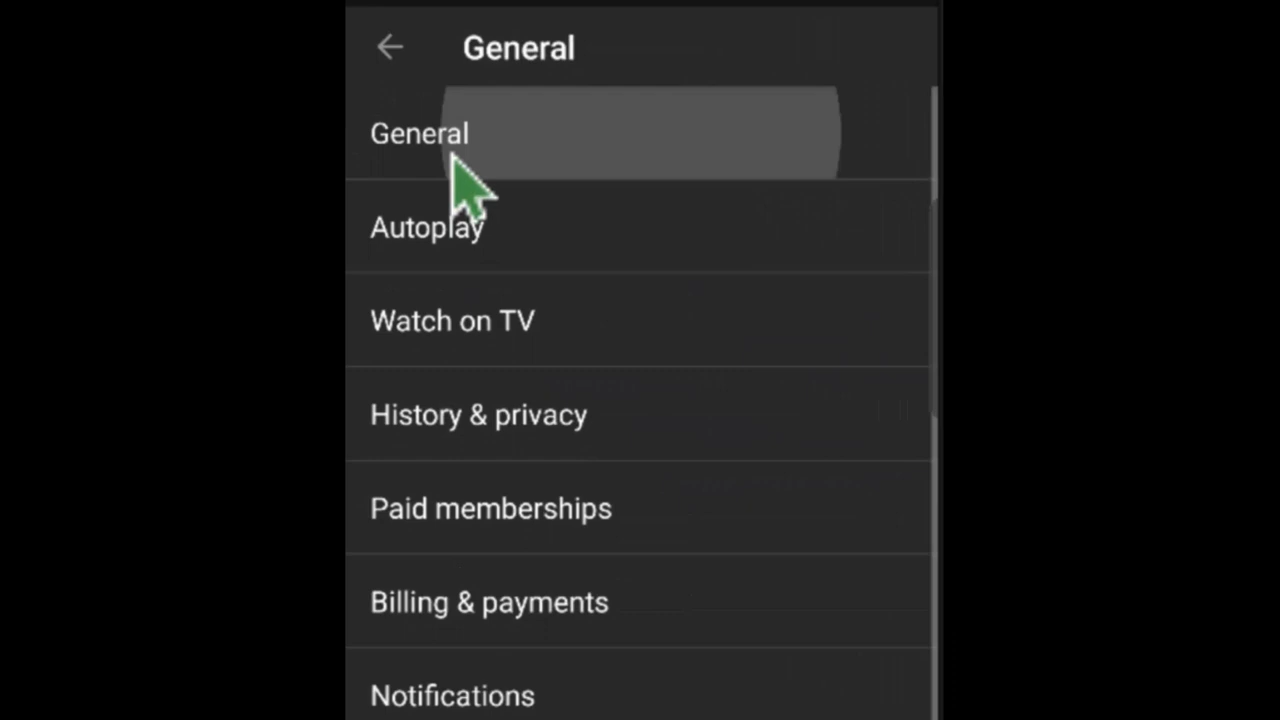 General
General
Autoplay
Watch on TV
History & privacy
Paid memberships
Billing & payments
Notifications